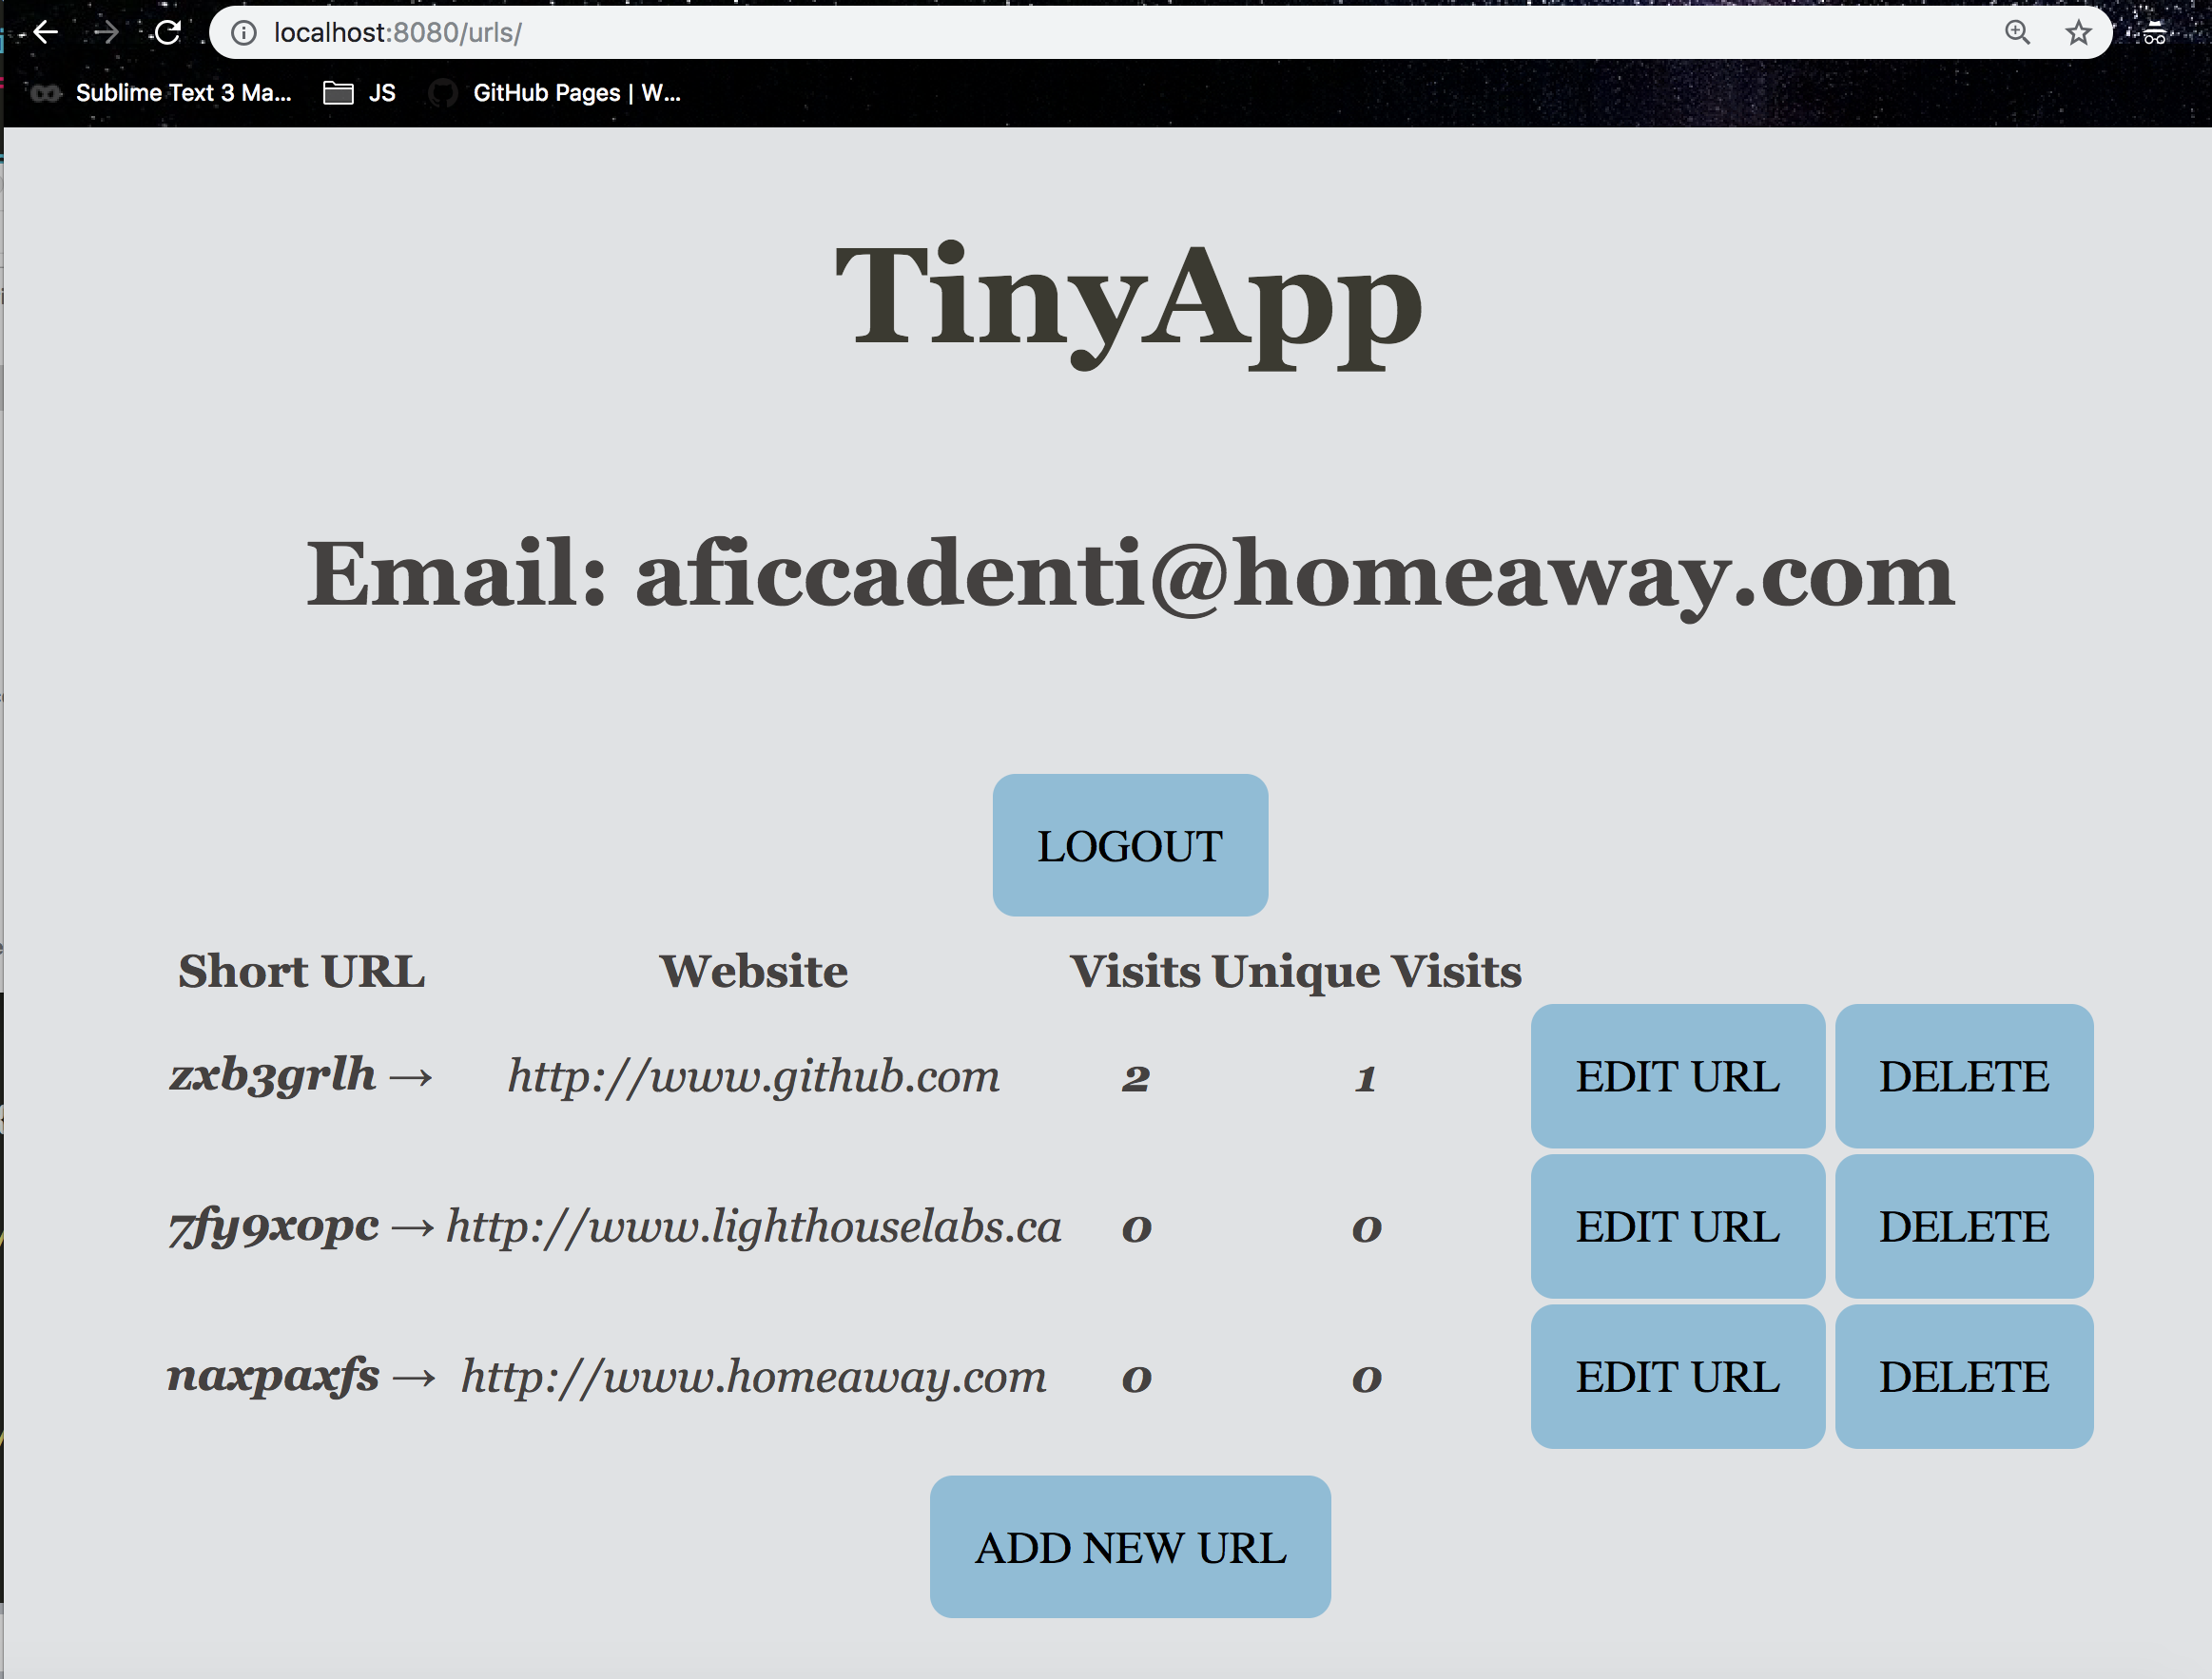 localhost:8080/urls/
Sublime Text 3 Ma... JS GitHub Pages | W...
TinyApp
Email: aficcadenti@homeaway.com
LOGOUT
Short URL Website Visits Unique Visits
zxb3grlh → http://www.github.com 2 1 EDIT URL DELETE
7fy9xopc → http://www.lighthouselabs.ca 0 0 EDIT URL DELETE
naxpaxfs → http://www.homeaway.com 0 0 EDIT URL DELETE
ADD NEW URL